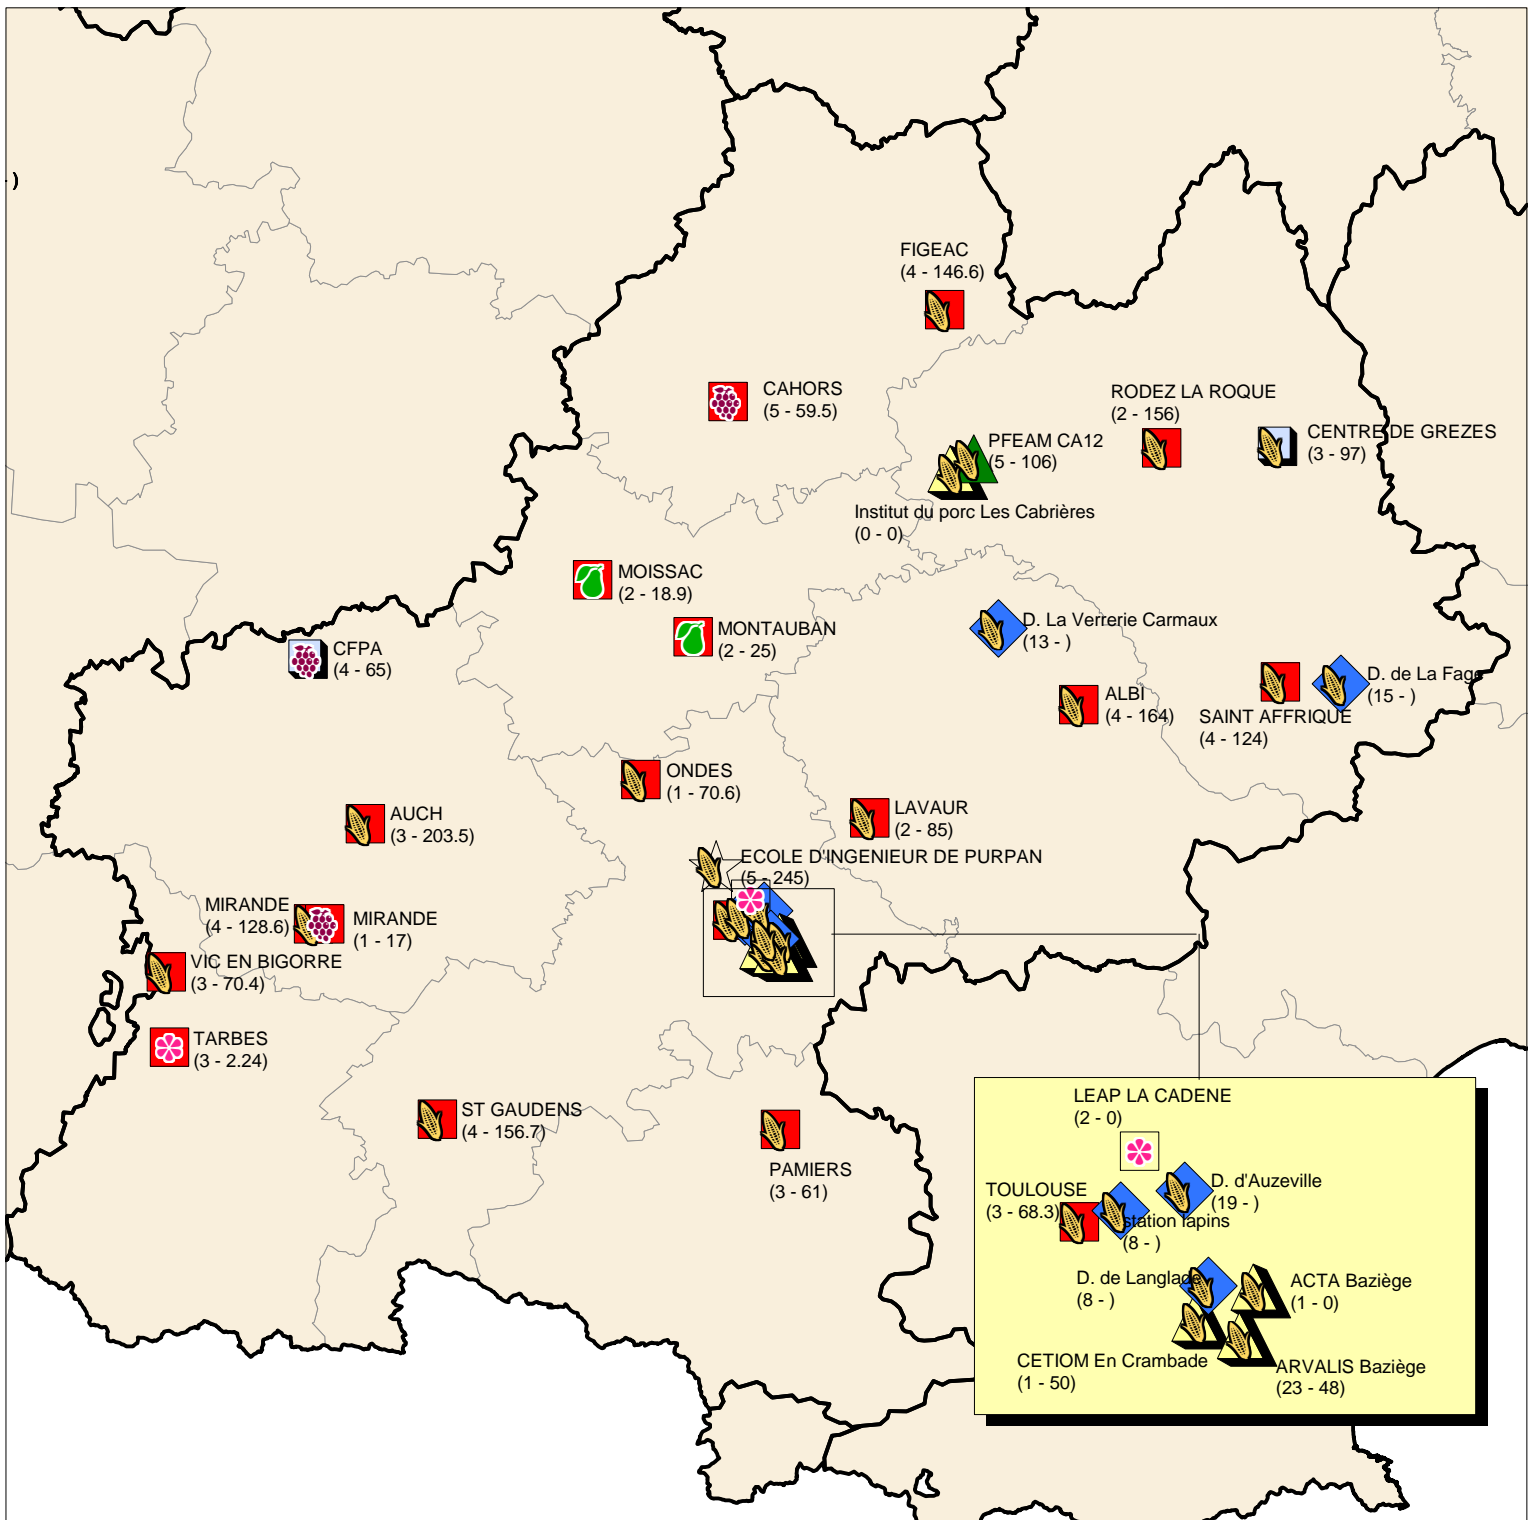 )
FIGEAC
(4 - 146.6)
CAHORS
(5 - 59.5)
RODEZ LA ROQUE
(2 - 156)
CENTRE DE GREZES
(3 - 97)
PFEAM CA12
(5 - 106)
Institut du porc Les Cabrières
(0 - 0)
MOISSAC
(2 - 18.9)
MONTAUBAN
(2 - 25)
D. La Verrerie Carmaux
(13 - )
CFPA
(4 - 65)
ALBI
(4 - 164)
D. de La Fage
(15 - )
SAINT AFFRIQUE
(4 - 124)
ONDES
(1 - 70.6)
AUCH
(3 - 203.5)
LAVAUR
(2 - 85)
ECOLE D'INGENIEUR DE PURPAN
(5 - 245)
MIRANDE
(4 - 128.6)
MIRANDE
(1 - 17)
VIC EN BIGORRE
(3 - 70.4)
TARBES
(3 - 2.24)
ST GAUDENS
(4 - 156.7)
PAMIERS
(3 - 61)
LEAP LA CADENE
(2 - 0)
D. d'Auzeville
(19 - )
TOULOUSE
(3 - 68.3)
station lapins
(8 - )
D. de Langlade
(8 - )
ACTA Baziège
(1 - 0)
CETIOM En Crambade
(1 - 50)
ARVALIS Baziège
(23 - 48)